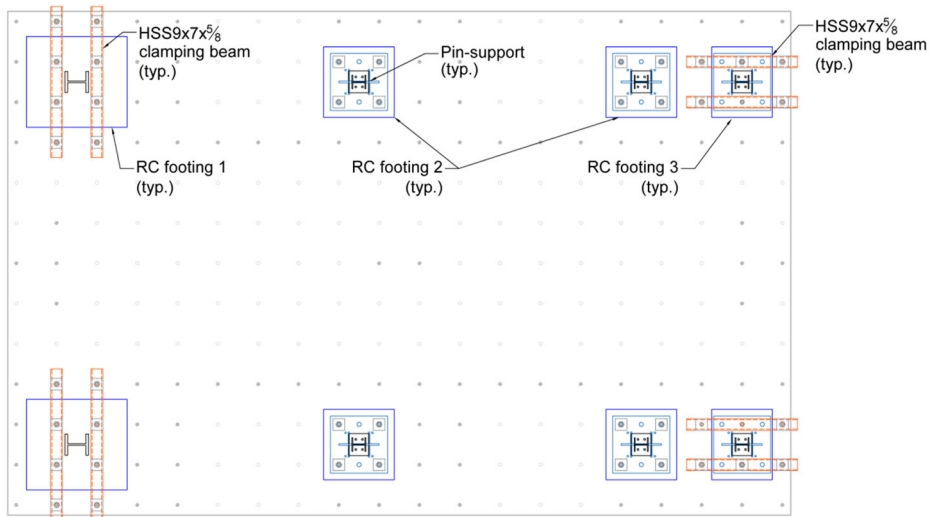 HSS9x7x⅝
clamping beam
(typ.)
Pin-support
(typ.)
HSS9x7x⅝
clamping beam
(typ.)
RC footing 1
(typ.)
RC footing 2
(typ.)
RC footing 3
(typ.)